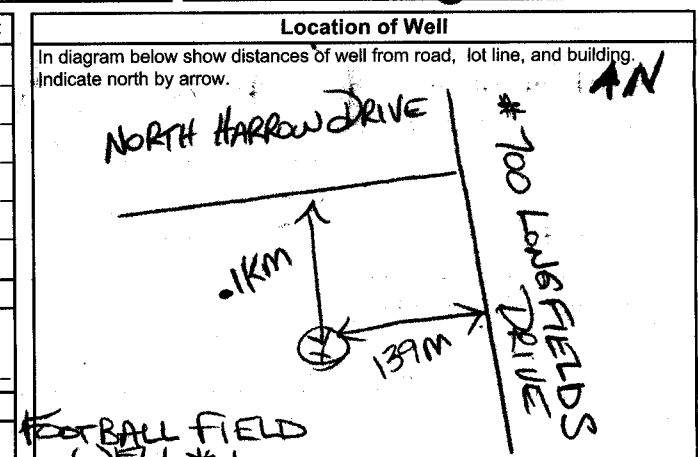 Location of Well
In diagram below show distances of well from road, lot line, and building.
Indicate north by arrow.
N
NORTH HARROW DRIVE
# 700 LONGFIELDS
DRIVE
.1KM
139M
FOOTBALL FIELD